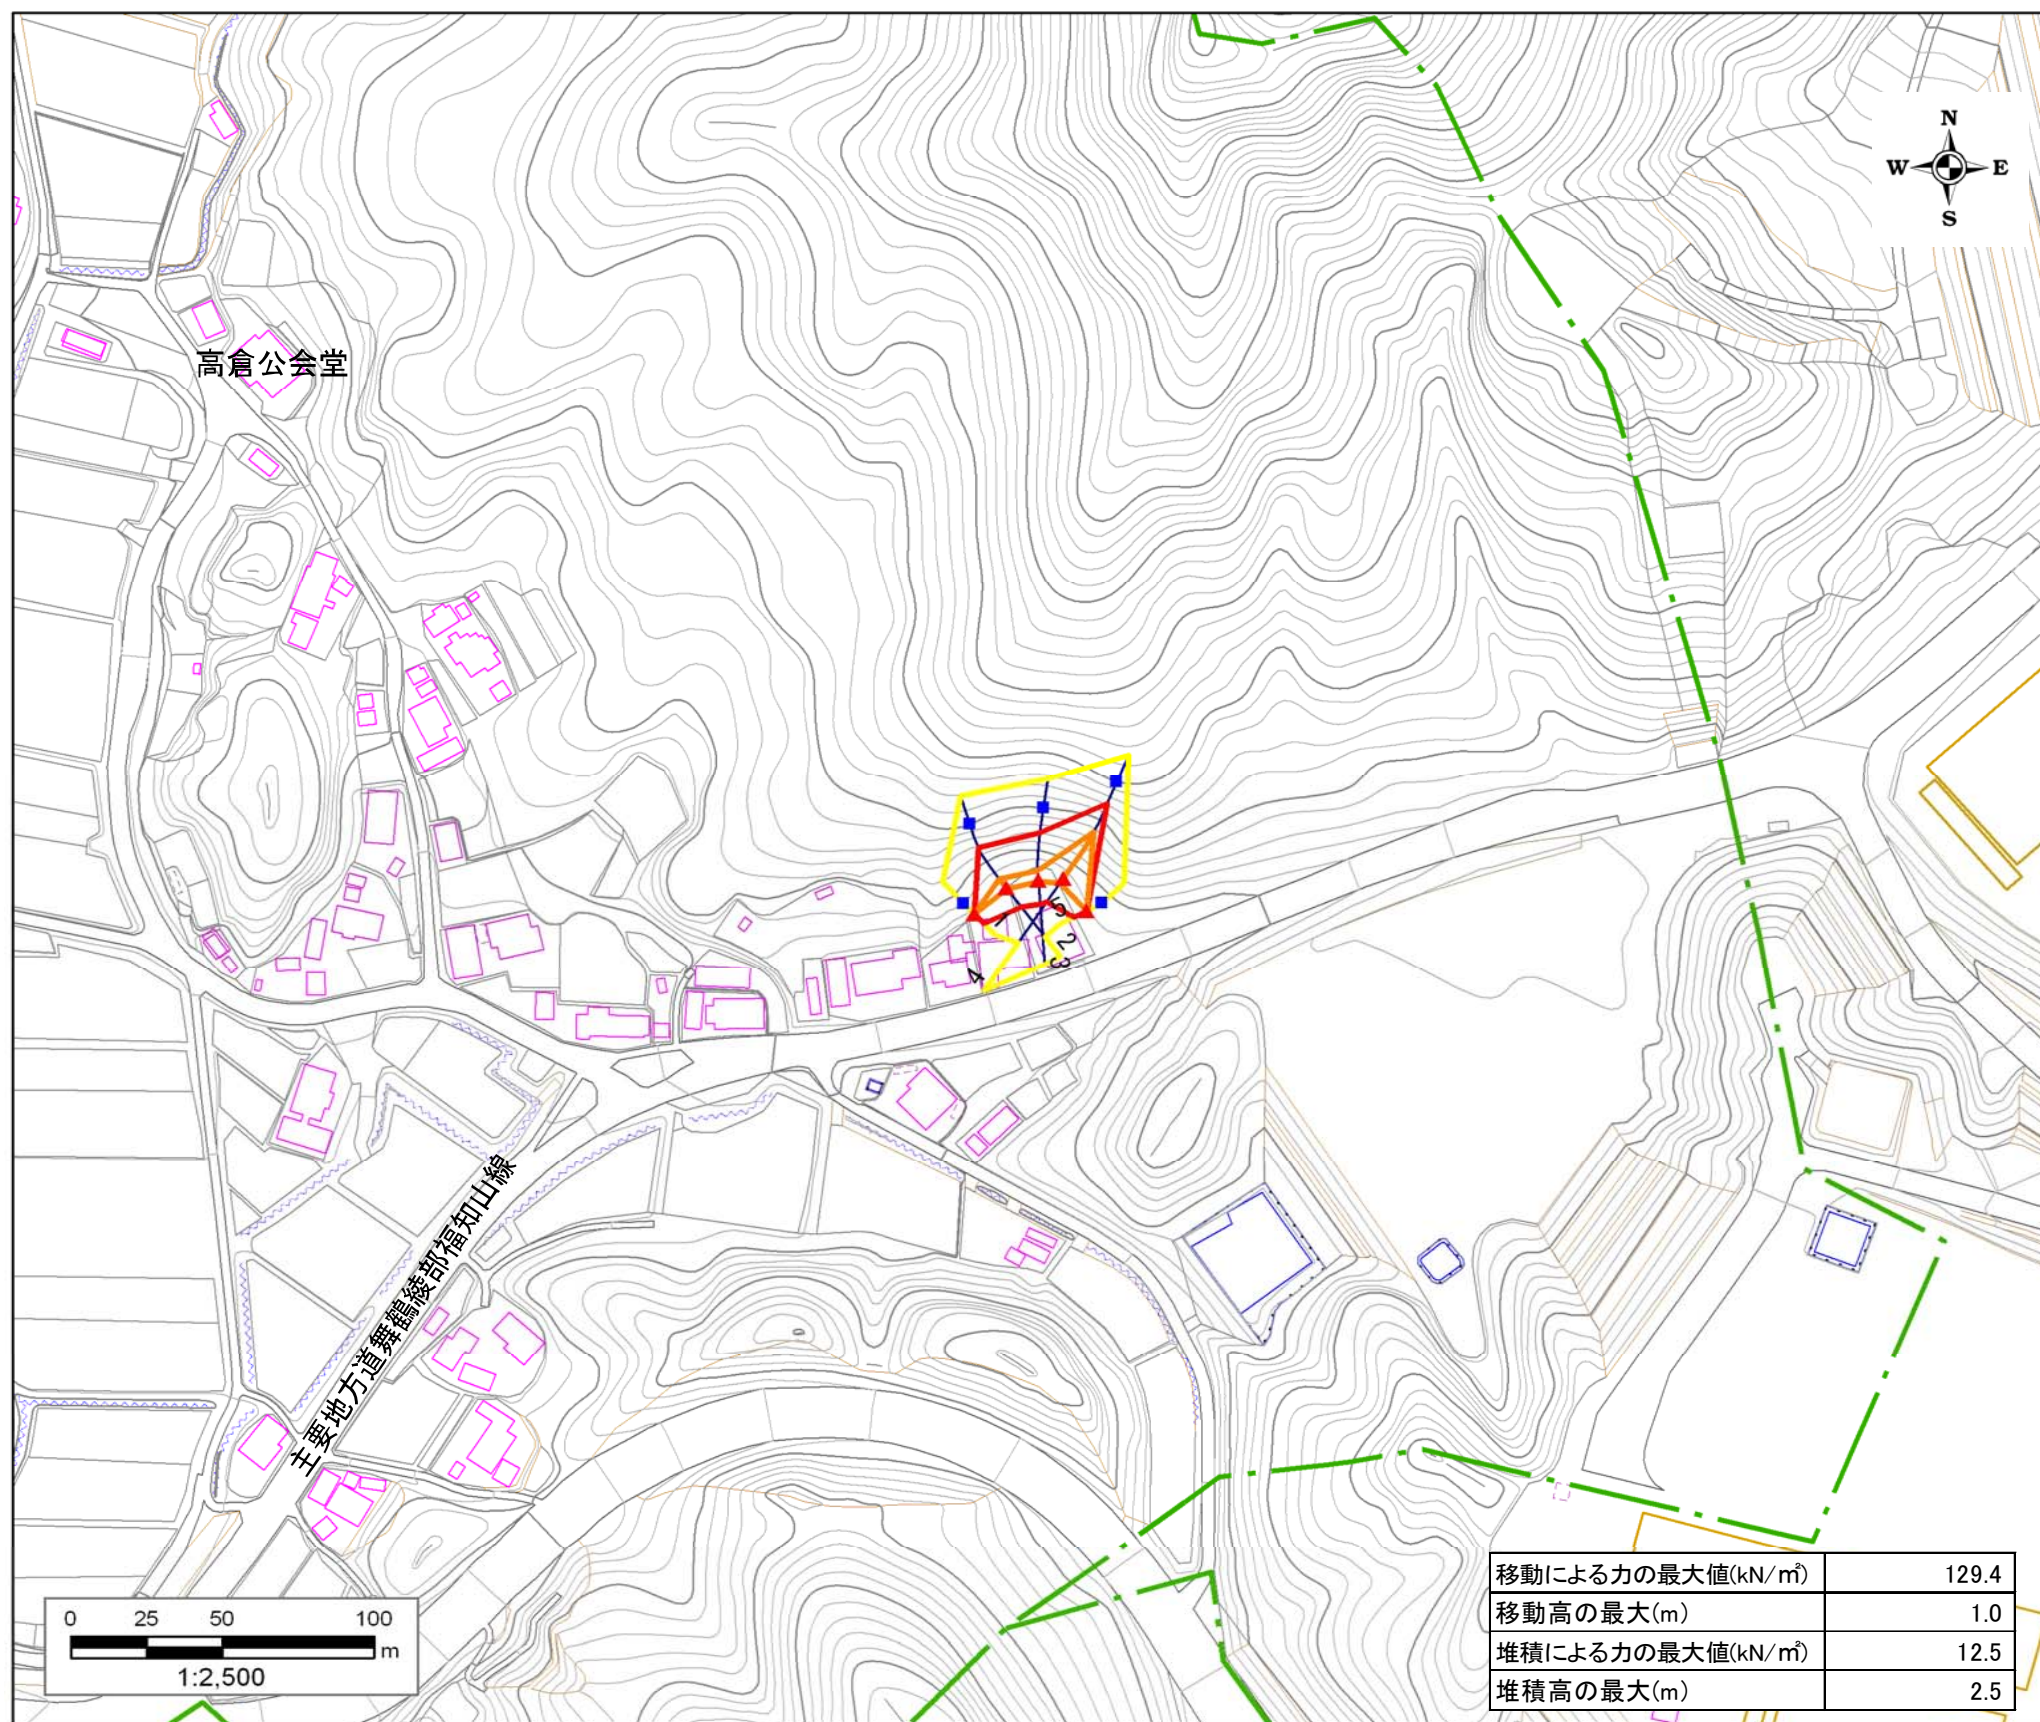 N
W E
S
高倉公会堂
1
5
2
3
4
主要地方道舞鶴綾部福知山線
0 25 50 100
m
1:2,500
移動による力の最大値(kN/㎡) 129.4
移動高の最大(m) 1.0
堆積による力の最大値(kN/㎡) 12.5
堆積高の最大(m) 2.5